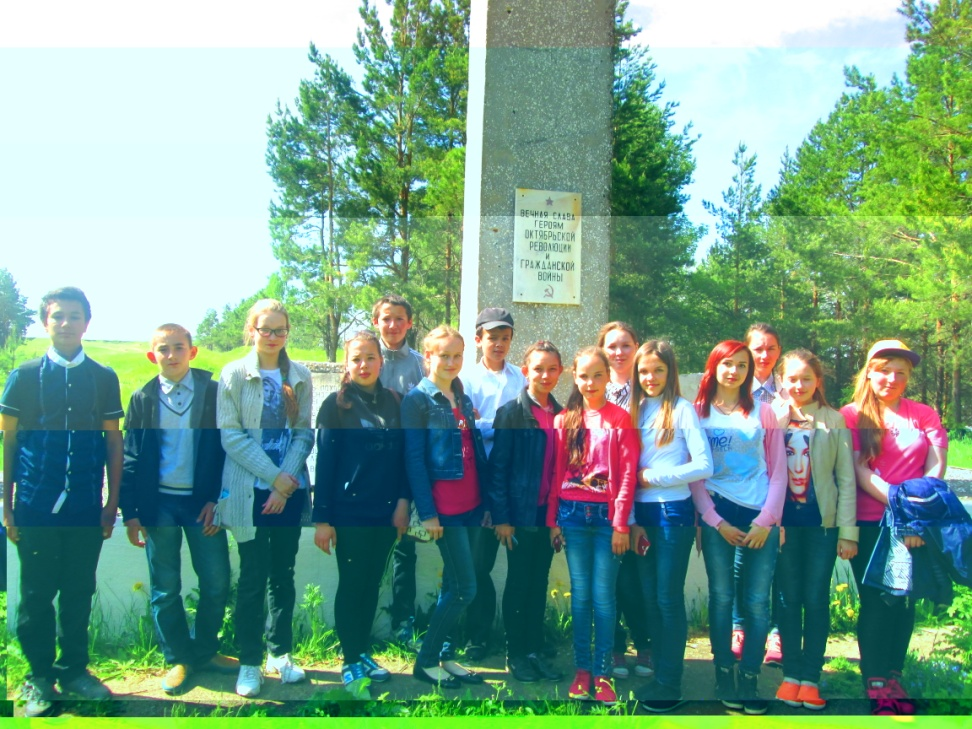 ВЕЧНАЯ СЛАВА
ГЕРОЯМ
ОКТЯБРЬСКОЙ
РЕВОЛЮЦИИ
И
ГРАЖДАНСКОЙ
ВОЙНЫ